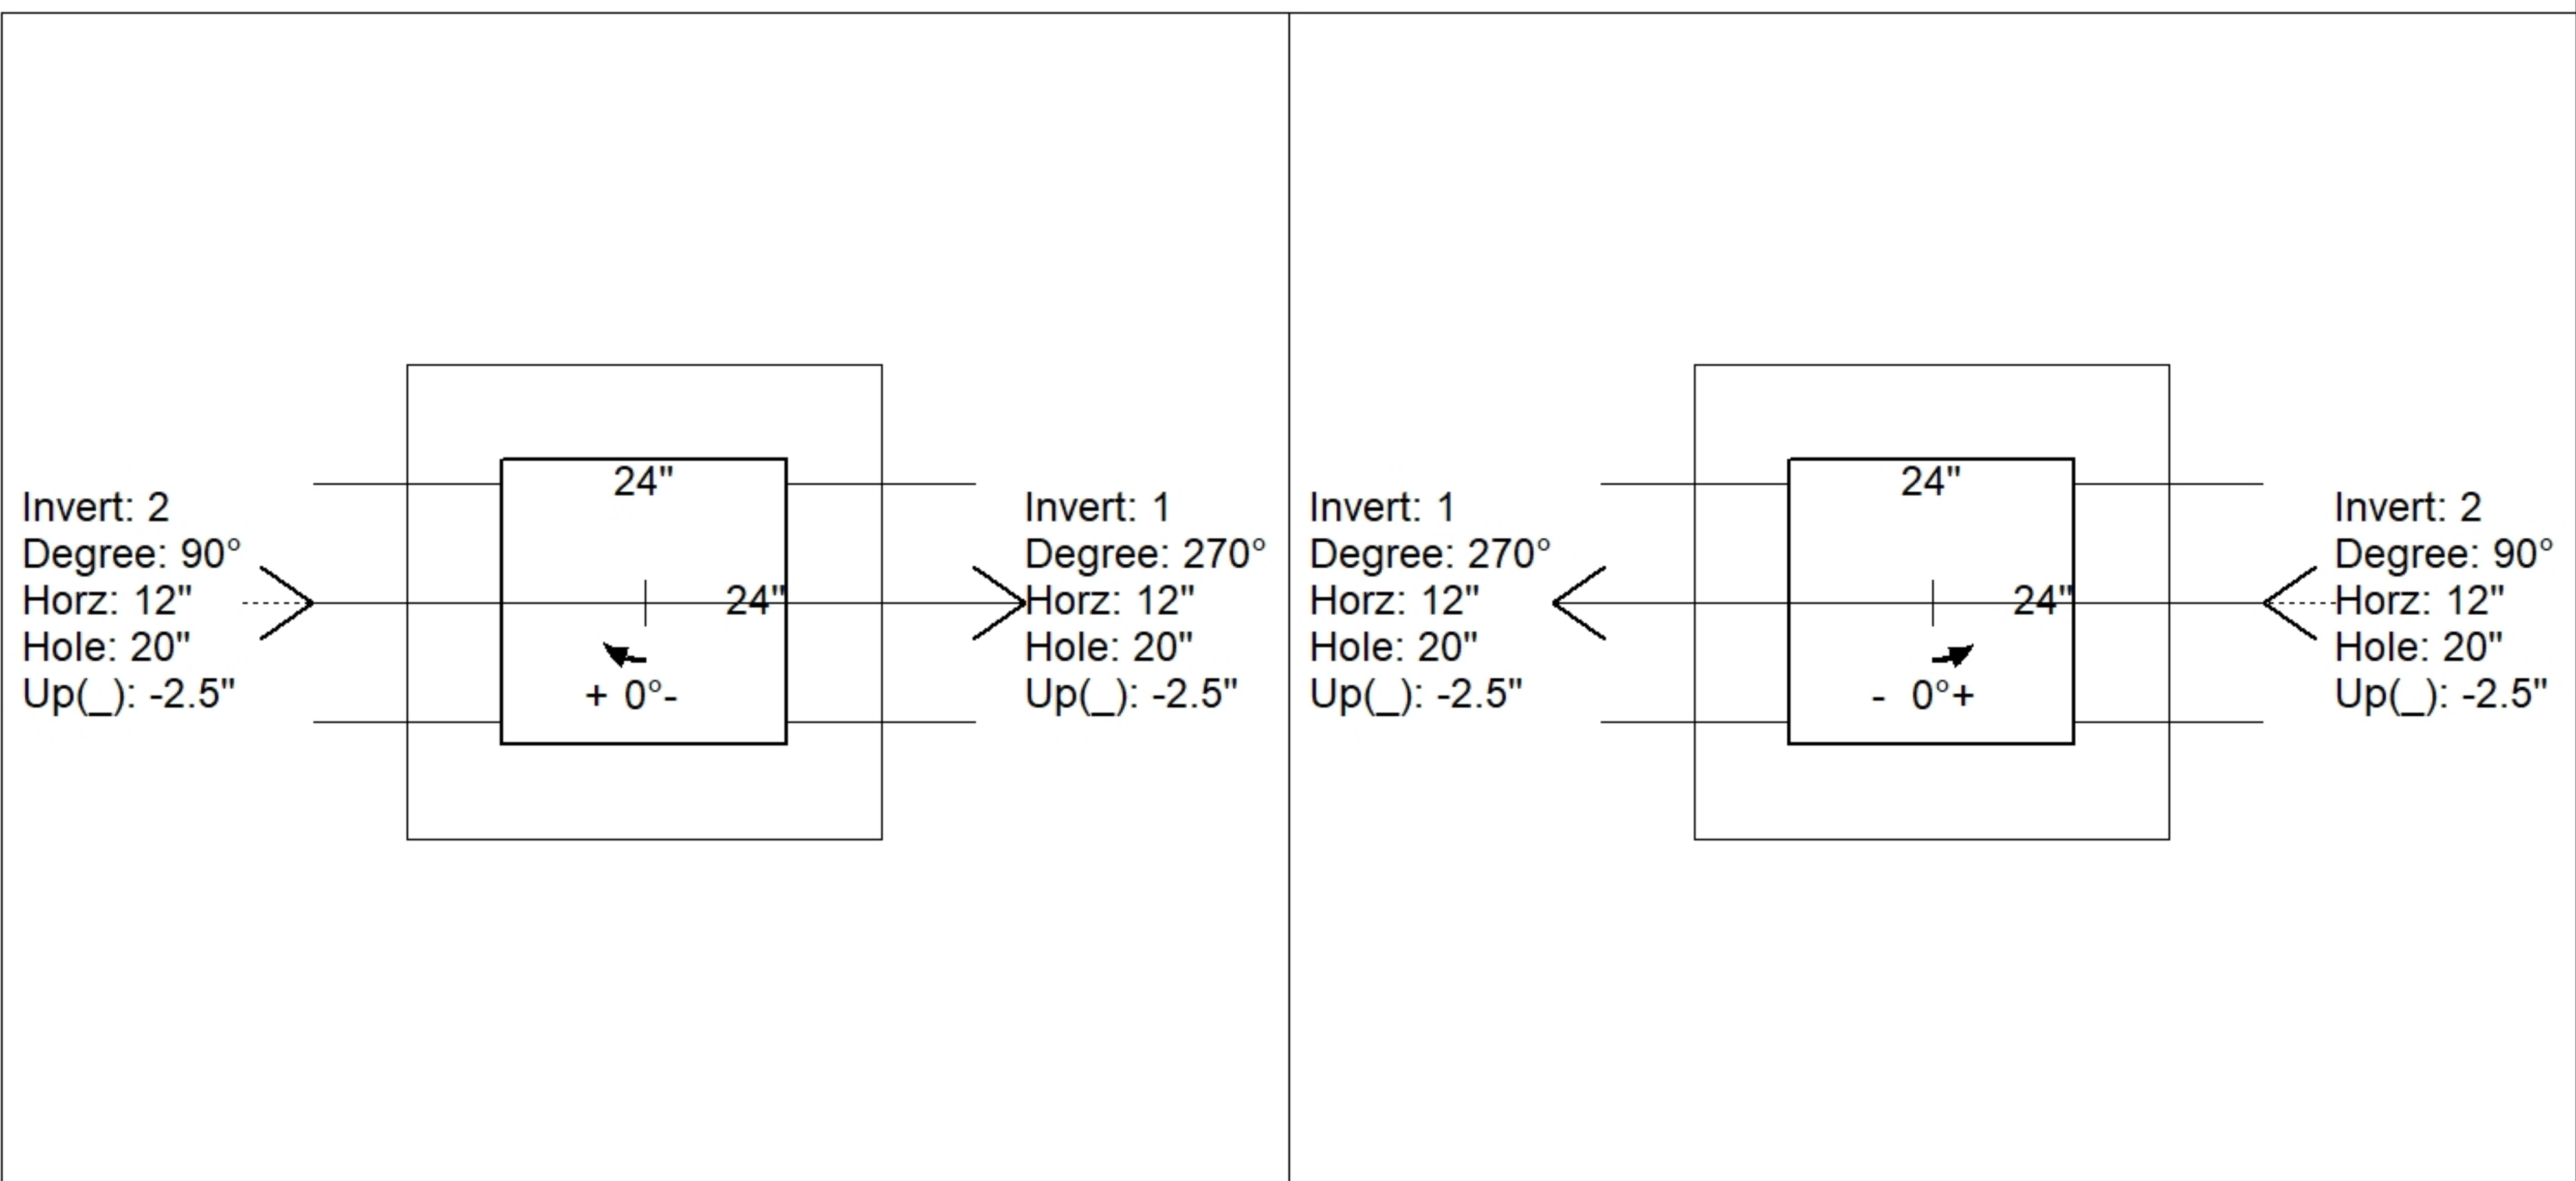 24"
Invert: 2
Degree: 90°
Horz: 12"
Hole: 20"
Up(_): -2.5"
24"
+ 0°-
Invert: 1
Degree: 270°
Horz: 12"
Hole: 20"
Up(_): -2.5"
Invert: 1
Degree: 270°
Horz: 12"
Hole: 20"
Up(_): -2.5"
24"
24"
- 0°+
Invert: 2
Degree: 90°
Horz: 12"
Hole: 20"
Up(_): -2.5"